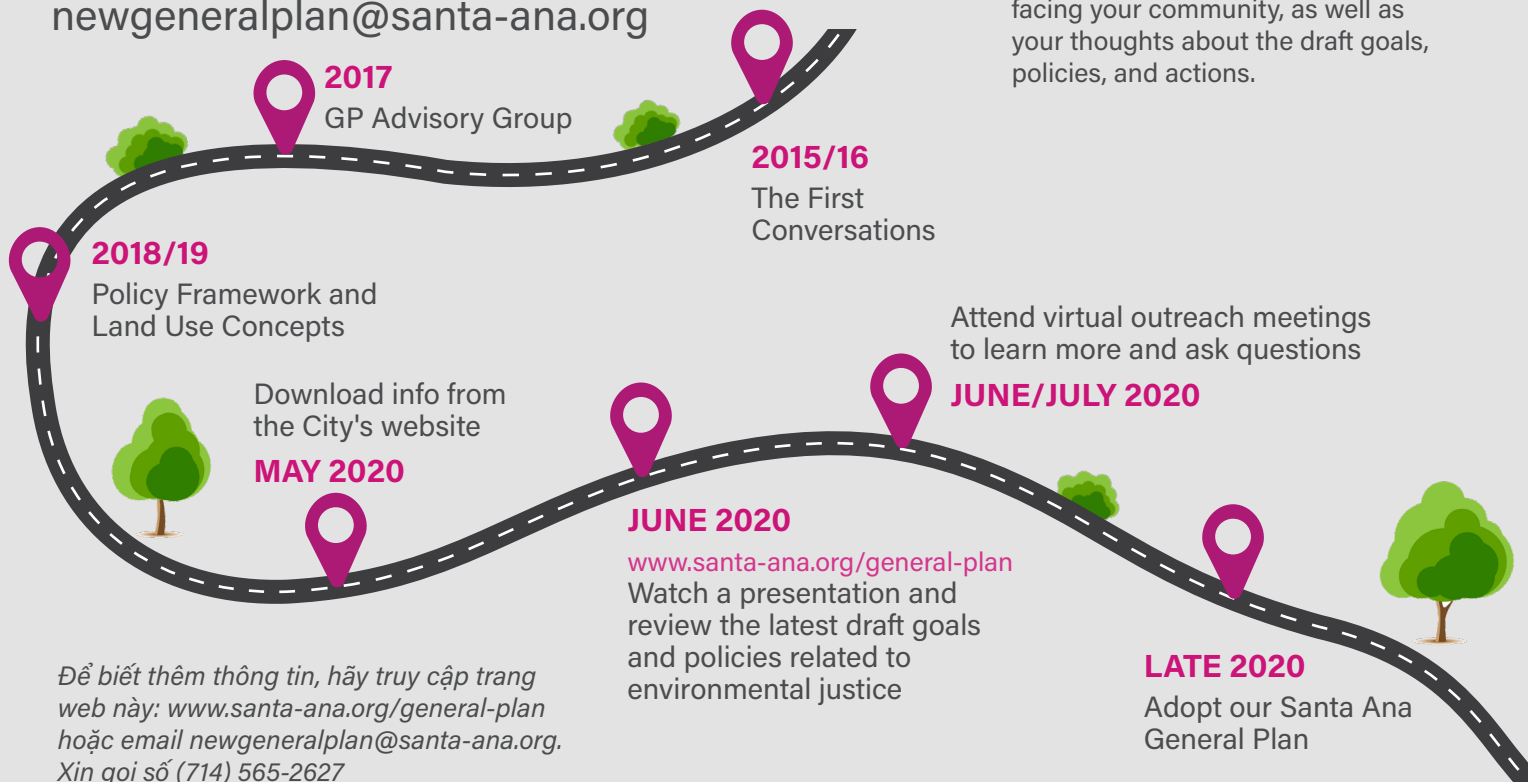 newgeneralplan@santa-ana.org
facing your community, as well as
your thoughts about the draft goals,
policies, and actions.
2017
GP Advisory Group
2015/16
The First
Conversations
2018/19
Policy Framework and
Land Use Concepts
Download info from
the City's website
MAY 2020
JUNE 2020
www.santa-ana.org/general-plan
Watch a presentation and
review the latest draft goals
and policies related to
environmental justice
Attend virtual outreach meetings
to learn more and ask questions
JUNE/JULY 2020
LATE 2020
Adopt our Santa Ana
General Plan
Để biết thêm thông tin, hãy truy cập trang
web này: www.santa-ana.org/general-plan
hoặc email newgeneralplan@santa-ana.org.
Xin gọi số (714) 565-2627